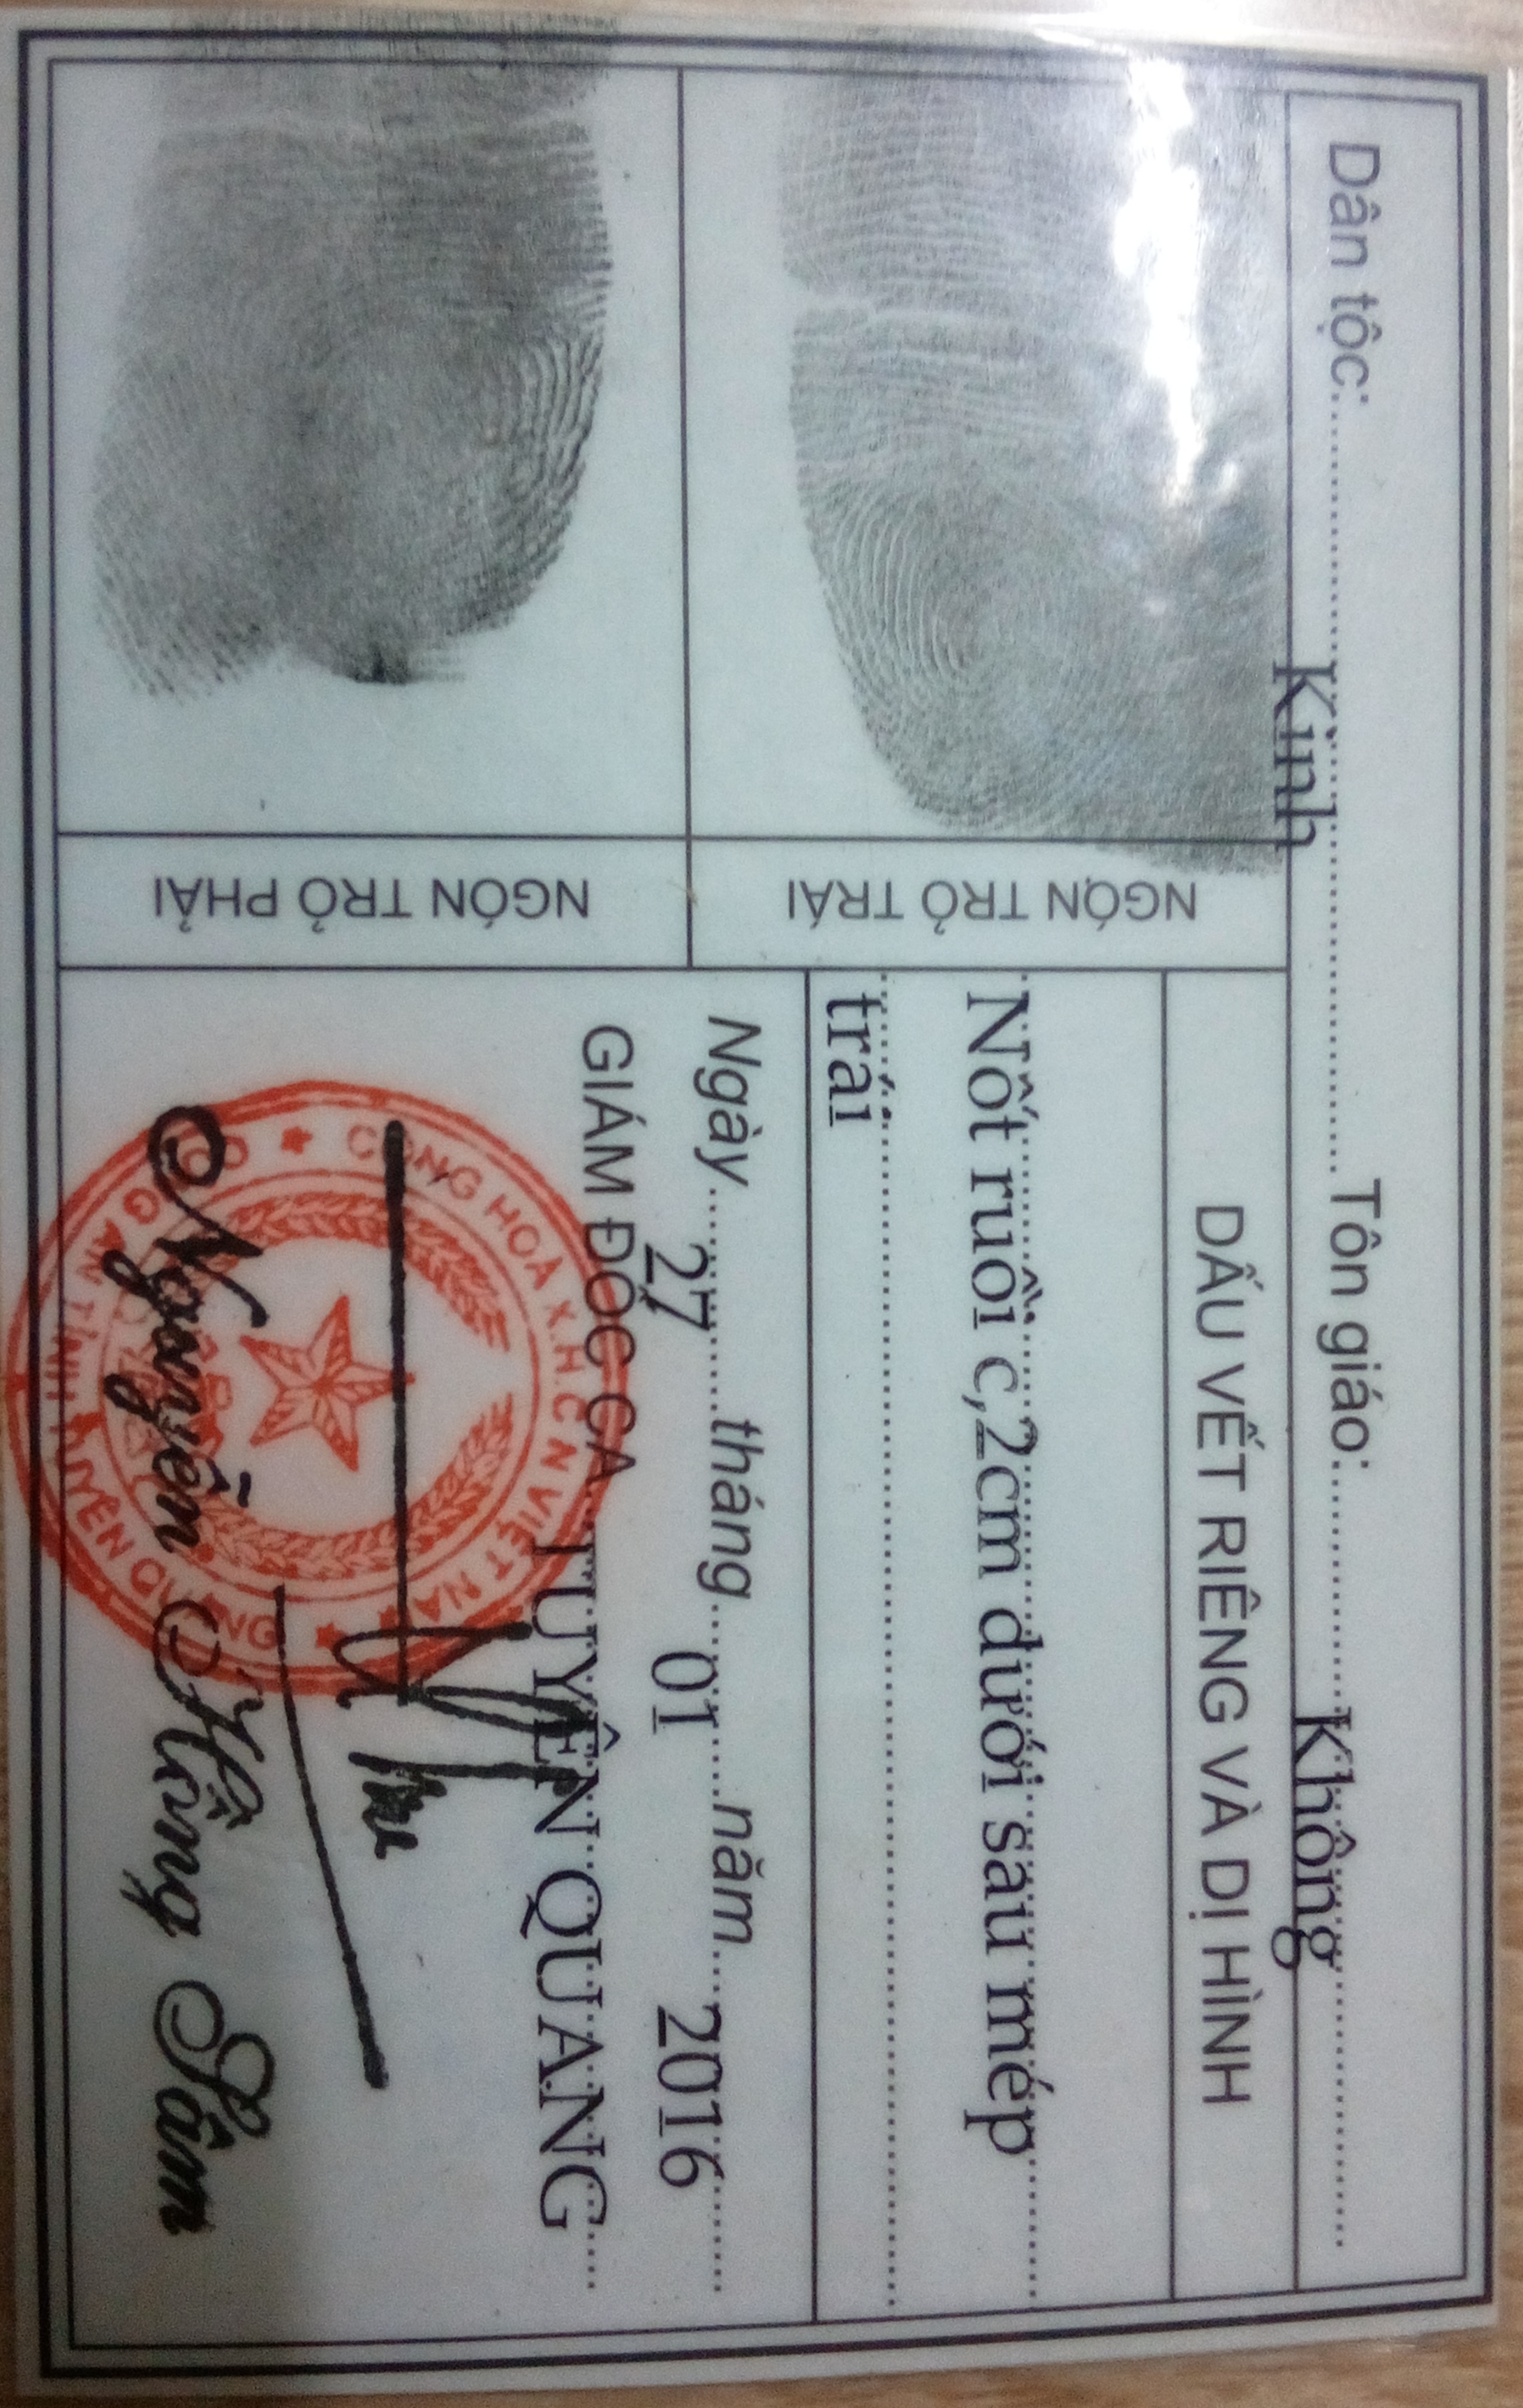 Dân tộc: Kinh Tôn giáo: Không
NGÓN TRỎ TRÁI
NGÓN TRỎ PHẢI
DẤU VẾT RIÊNG VÀ DỊ HÌNH
Nốt ruồi c,2cm dưới sau mép
trái
Ngày 27 tháng 01 năm 2016
GIÁM ĐỐC CA TUYÊN QUANG
CỘNG HOÀ X.H.C.N VIỆT NAM
CÔNG AN TỈNH TUYÊN QUANG
Nguyễn Hồng Lâm